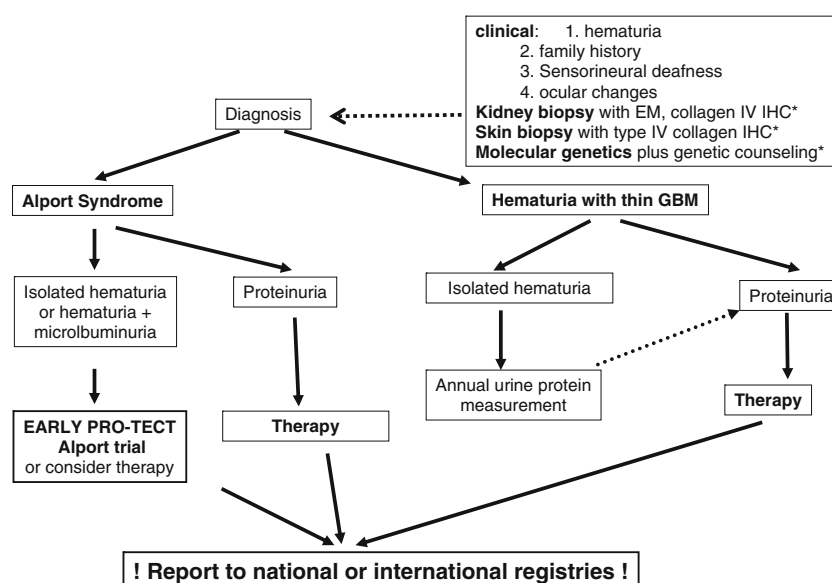 clinical: 1. hematuria
2. family history
3. Sensorineural deafness
4. ocular changes
Kidney biopsy with EM, collagen IV IHC*
Skin biopsy with type IV collagen IHC*
Molecular genetics plus genetic counseling*
Diagnosis
Alport Syndrome
Hematuria with thin GBM
Isolated hematuria
or hematuria +
microlbuminuria
Proteinuria
Isolated hematuria
Proteinuria
Annual urine protein
measurement
EARLY PRO-TECT
Alport trial
or consider therapy
Therapy
Therapy
! Report to national or international registries !